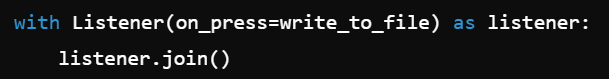 with Listener(on_press=write_to_file) as listener:
    listener.join()